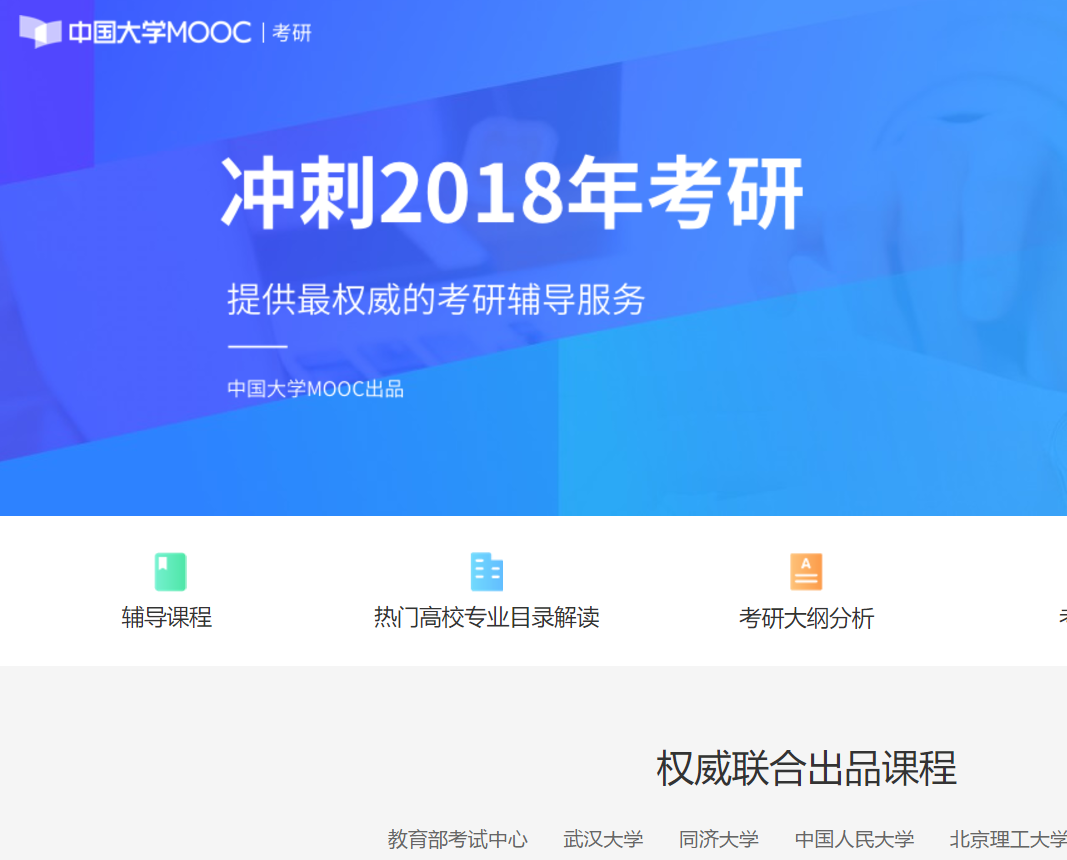 中国大学MOOC | 考研
冲刺2018年考研
提供最权威的考研辅导服务
中国大学MOOC出品
辅导课程 热门高校专业目录解读 A 考研大纲分析
权威联合出品课程
教育部考试中心 武汉大学 同济大学 中国人民大学 北京理工大学